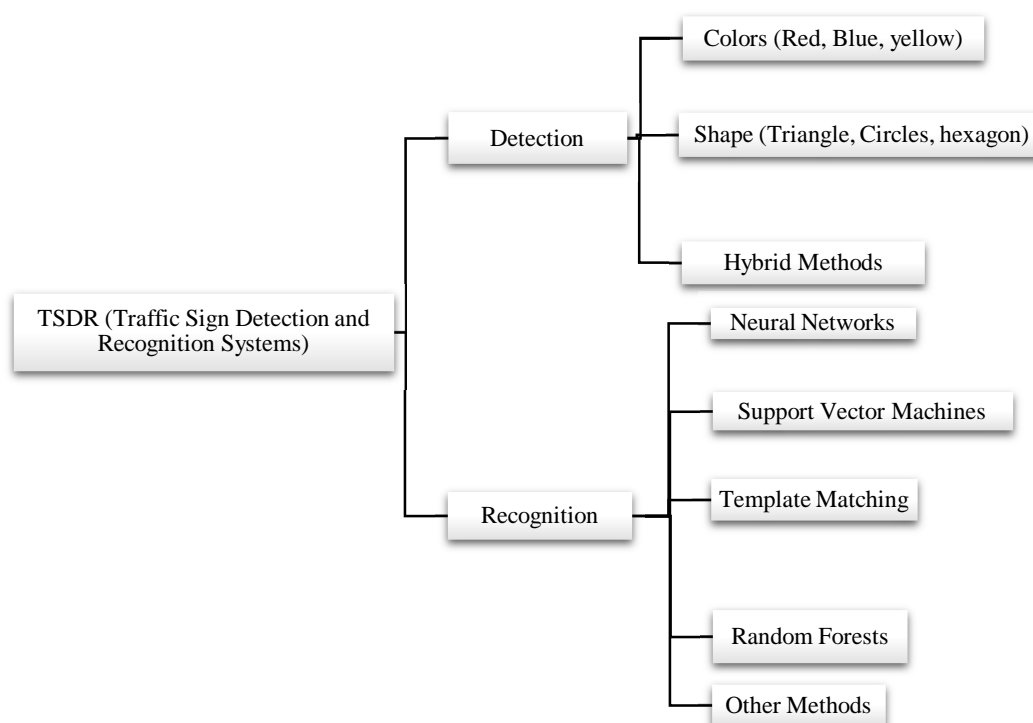 Colors (Red, Blue, yellow)
Detection
Shape (Triangle, Circles, hexagon)
Hybrid Methods
TSDR (Traffic Sign Detection and
Recognition Systems)
Neural Networks
Support Vector Machines
Template Matching
Recognition
Random Forests
Other Methods